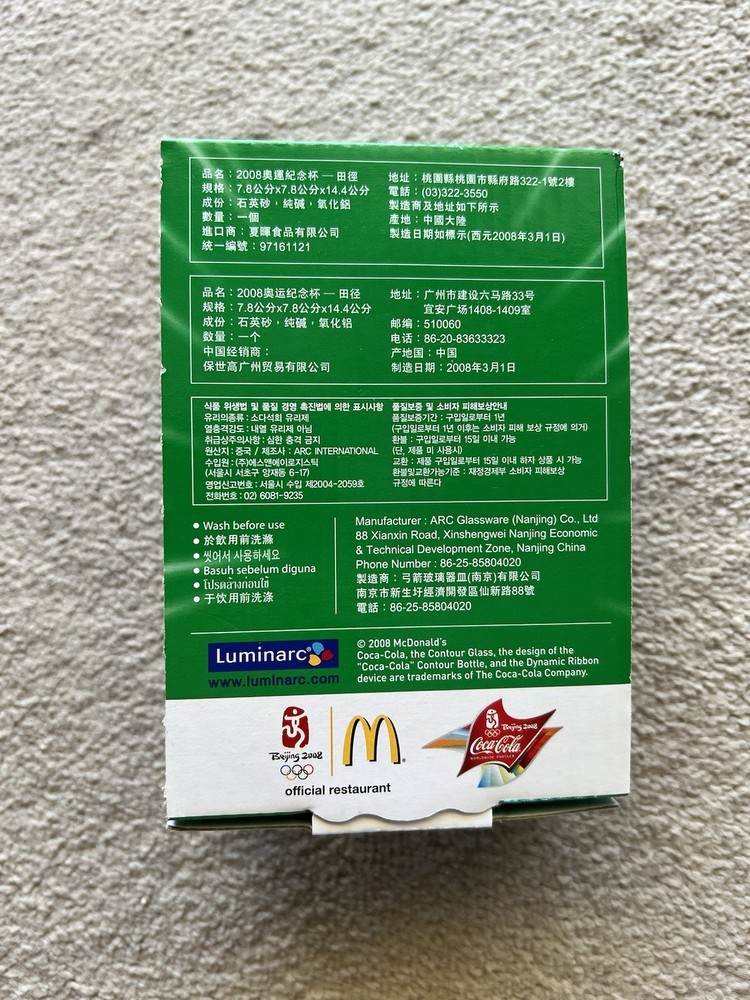 品名：2008奧運紀念杯 — 田徑
規格：7.8公分x7.8公分x14.4公分
成份：石英砂，純碱，氧化鋁
數量：一個
進口商：夏暉食品有限公司
統一編號：97161121
地址：桃園縣桃園市縣府路322-1號2樓
電話：(03)322-3550
製造商及地址如下所示
產地：中國大陸
製造日期如標示(西元2008年3月1日)
品名：2008奥运纪念杯 — 田径
规格：7.8公分x7.8公分x14.4公分
成份：石英砂，纯碱，氧化铝
数量：一个
中国经销商：
保世高广州贸易有限公司
地址：广州市建设六马路33号
宜安广场1408-1409室
邮编：510060
电话：86-20-83633323
产地国：中国
制造日期：2008年3月1日
식품 위생법 및 품질 경영 촉진법에 의한 표시사항
유리의종류 : 소다석회 유리제
열충격강도 : 내열 유리제 아님
취급상주의사항 : 심한 충격 금지
원산지 : 중국 / 제조사 : ARC INTERNATIONAL
수입원 : (주)에스앤에이로지스틱
(서울시 서초구 양재동 6-17)
영업신고번호 : 서울시 수입 제2004-2059호
전화번호 : 02) 6081-9235
품질보증 및 소비자 피해보상안내
품질보증기간 : 구입일로부터 1년
(구입일로부터 1년 이후는 소비자 피해 보상 규정에 의거)
환불 : 구입일로부터 15일 이내 가능
(단, 제품 미 사용시)
교환 : 제품 구입일로부터 15일 이내 하자 상품 시 가능
환불및교환가능기준 : 재정경제부 소비자 피해보상
규정에 따른다
• Wash before use
• 於飲用前洗滌
• 씻어서 사용하세요
• Basuh sebelum diguna
• โปรดล้างก่อนใช้
• 于饮用前洗涤
Manufacturer : ARC Glassware (Nanjing) Co., Ltd
88 Xianxin Road, Xinshengwei Nanjing Economic
& Technical Development Zone, Nanjing China
Phone Number : 86-25-85804020
製造商：弓箭玻璃器皿(南京)有限公司
南京市新生圩經濟開發區仙新路88號
電話：86-25-85804020
Luminarc®
www.luminarc.com
© 2008 McDonald's
Coca-Cola, the Contour Glass, the design of the
"Coca-Cola" Contour Bottle, and the Dynamic Ribbon
device are trademarks of The Coca-Cola Company.
Beijing 2008
official restaurant
Beijing 2008
Coca-Cola
WORLDWIDE PARTNER